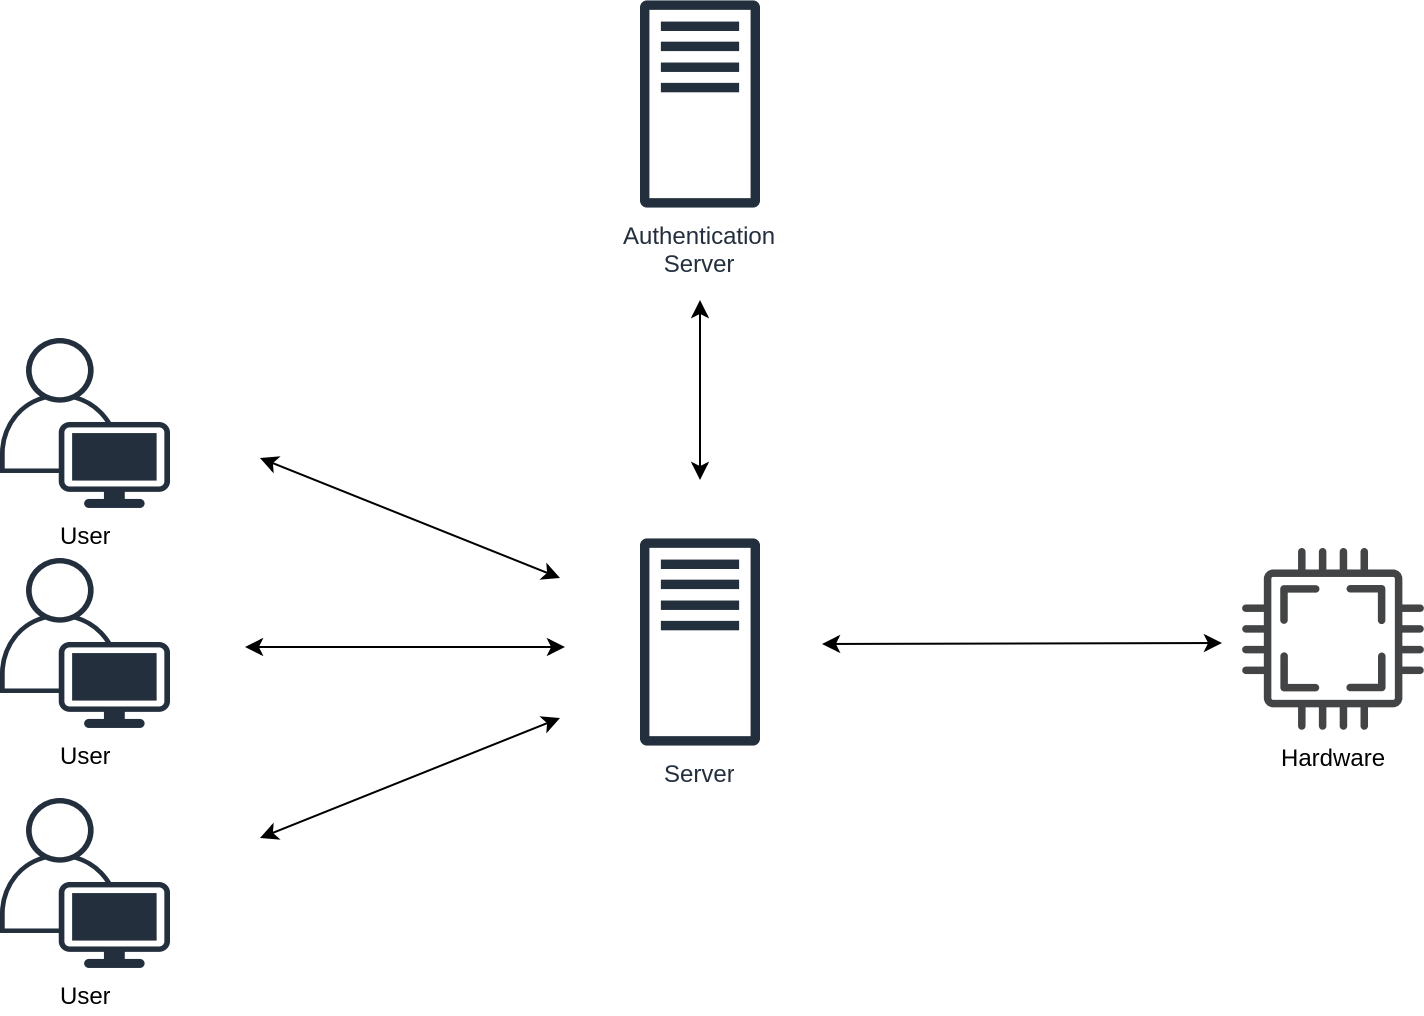 Authentication
Server
User
User
Server
Hardware
User